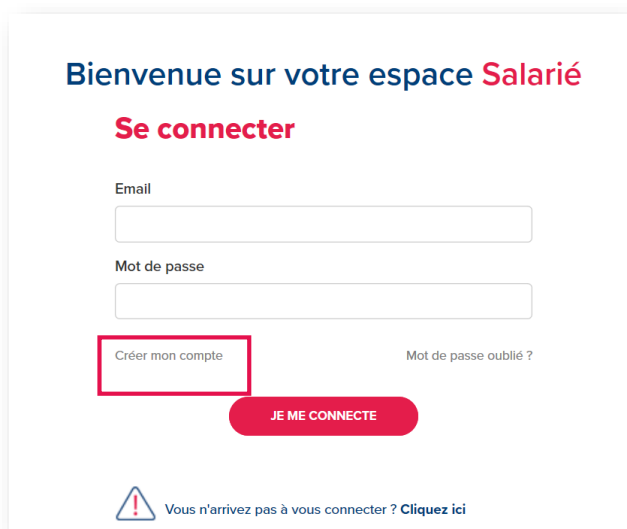 Bienvenue sur votre espace Salarié
Se connecter
Email
Mot de passe
Créer mon compte
Mot de passe oublié ?
JE ME CONNECTE
Vous n'arrivez pas à vous connecter ? Cliquez ici